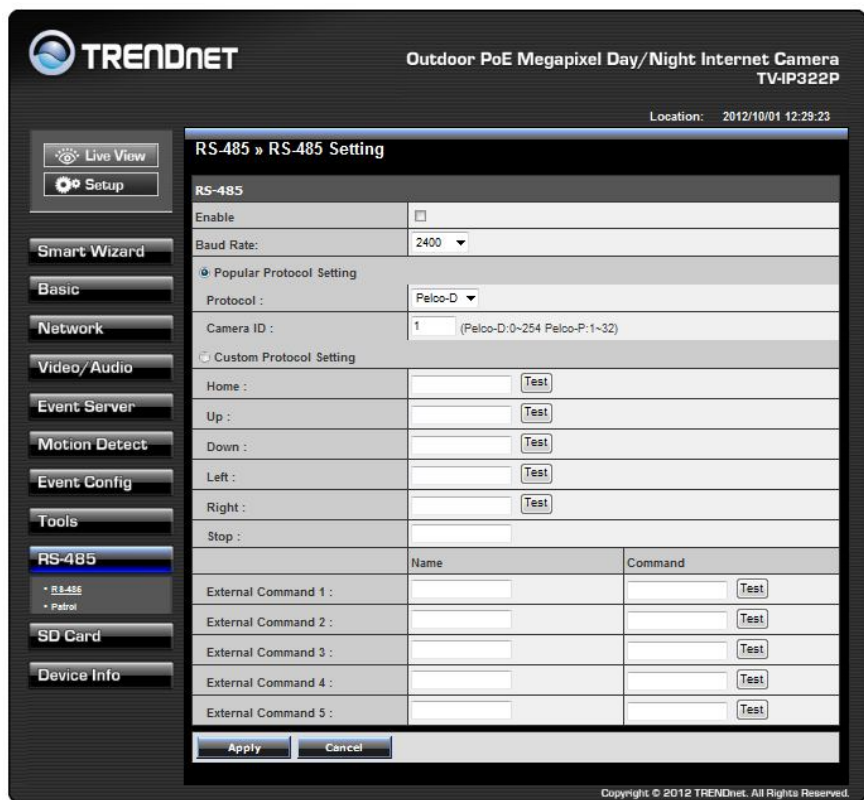 TRENDNET
Outdoor PoE Megapixel Day/Night Internet Camera
TV-IP322P
Location: 2012/10/01 12:29:23
Live View
Setup
Smart Wizard
Basic
Network
Video/Audio
Event Server
Motion Detect
Event Config
Tools
RS-485
• RS-485
• Patrol
SD Card
Device Info
RS-485 » RS-485 Setting
RS-485
Enable
Baud Rate: 2400
Popular Protocol Setting
Protocol : Pelco-D
Camera ID : 1 (Pelco-D:0~254 Pelco-P:1~32)
Custom Protocol Setting
Home : Test
Up : Test
Down : Test
Left : Test
Right : Test
Stop :
Name Command
External Command 1 : Test
External Command 2 : Test
External Command 3 : Test
External Command 4 : Test
External Command 5 : Test
Apply Cancel
Copyright © 2012 TRENDnet. All Rights Reserved.